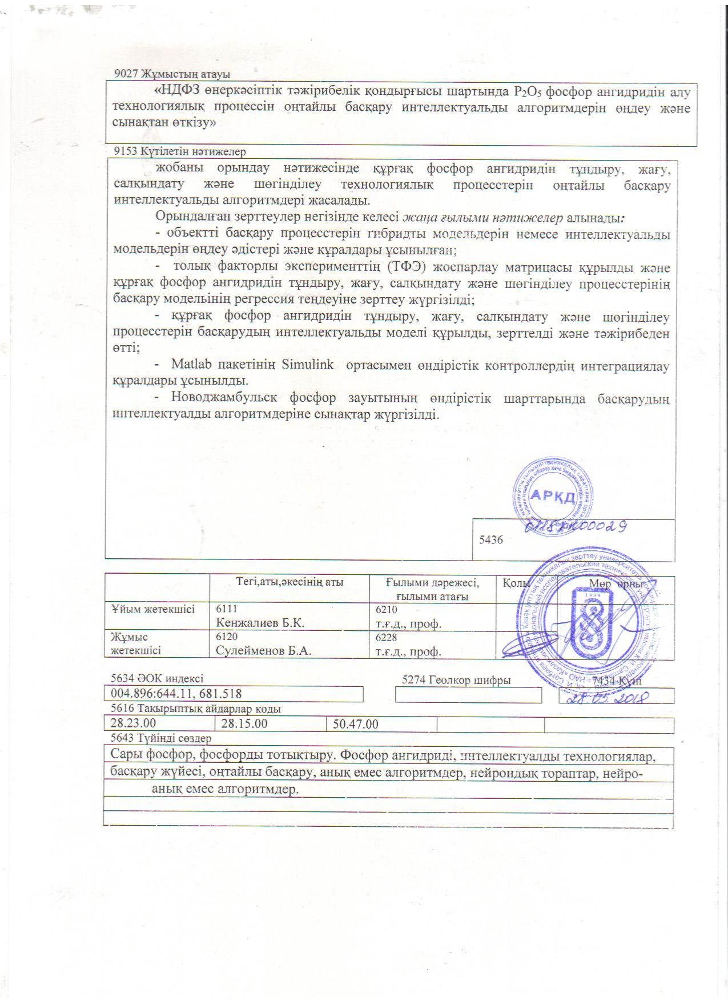 9027 Жұмыстың атауы
«НДФЗ өнеркәсіптік тәжірибелік қондырғысы шартында P₂O₅ фосфор ангидридін алу
технологиялық процессін оңтайлы басқару интеллектуальды алгоритмдерін өңдеу және
сынақтан өткізу»
9153 Күтілетін нәтижелер
жобаны орындау нәтижесінде құрғақ фосфор ангидридін тұндыру, жағу,
салқындату және шөгінділеу технологиялық процесстерін оңтайлы басқару
интеллектуальды алгоритмдері жасалады.
Орындалған зерттеулер негізінде келесі жаңа ғылыми нәтижелер алынады:
- объектті басқару процесстерін гибридты модельдерін немесе интеллектуальды
модельдерін өңдеу әдістері және құралдары ұсынылған;
- толық факторлы эксперименттің (ТФЭ) жоспарлау матрицасы құрылды және
құрғақ фосфор ангидридін тұндыру, жағу, салқындату және шөгінділеу процесстерінің
басқару модельінің регрессия теңдеуіне зерттеу жүргізілді;
- құрғақ фосфор ангидридін тұндыру, жағу, салқындату және шөгінділеу
процесстерін басқарудың интеллектуальды моделі құрылды, зерттелді және тәжірибеден
өтті;
- Matlab пакетінің Simulink ортасымен өндірістік контроллердің интеграциялау
құралдары ұсынылды.
- Новоджамбульск фосфор зауытының өндірістік шарттарында басқарудың
интеллектуалды алгоритмдеріне сынақтар жүргізілді.
АРҚД
0118РК00029
5436
Тегі,аты,әкесінің аты Ғылыми дәрежесі, Қолы Мөр орны
ғылыми атағы
1934
Ұйым жетекшісі 6111 6210
Кенжалиев Б.К. т.ғ.д., проф.
Жұмыс 6120 6228
жетекшісі Сулейменов Б.А. т.ғ.д., проф.
5634 ӘОК индексі 5274 Геолкор шифры 7434 Күні
004.896:644.11, 681.518 28.05.2018
5616 Тақырыптық айдарлар коды
28.23.00 28.15.00 50.47.00
5643 Түйінді сөздер
Сары фосфор, фосфорды тотықтыру. Фосфор ангидриді, интеллектуалды технологиялар,
басқару жүйесі, оңтайлы басқару, анық емес алгоритмдер, нейрондық тораптар, нейро-
анық емес алгоритмдер.